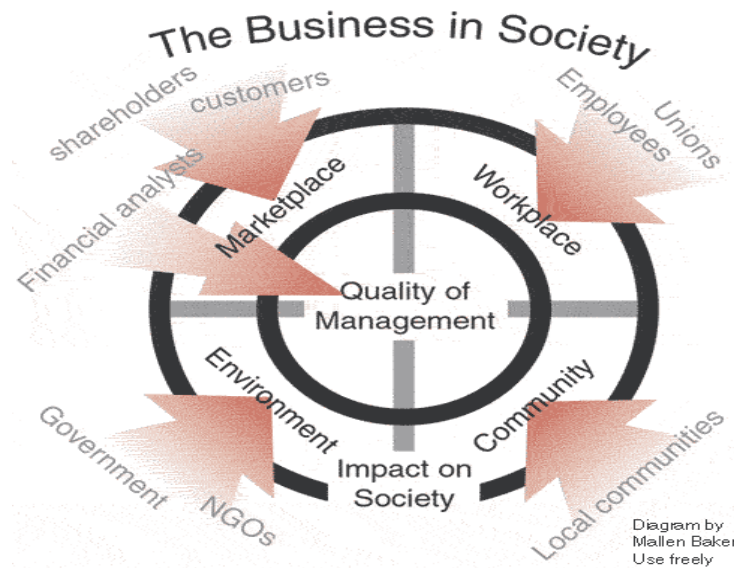 The Business in Society
shareholders
customers
Employees
Unions
Financial analysts
Marketplace
Workplace
Quality of
Management
Environment
Community
Impact on
Society
Government
NGOs
Local communities
Diagram by
Mallen Baker
Use freely